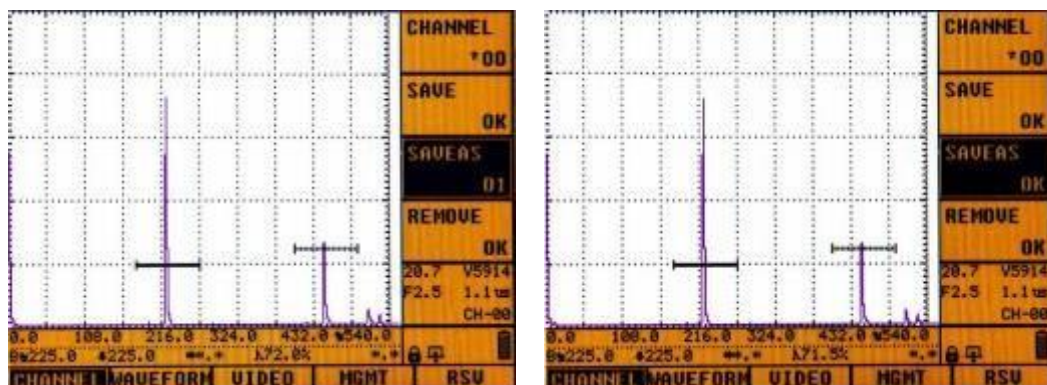 CHANNEL
*00
SAVE
OK
SAVEAS
01
REMOVE
OK
20.7 V5914
F2.5 1.1us
CH-00
0.0 108.0 216.0 324.0 432.0 540.0
225.0 225.0 **.* 72.0% *.*
CHANNEL WAVEFORM VIDEO MGMT RSV
CHANNEL
*00
SAVE
OK
SAVEAS
OK
REMOVE
OK
20.7 V5914
F2.5 1.1us
CH-00
0.0 108.0 216.0 324.0 432.0 540.0
225.0 225.0 **.* 71.5% *.*
CHANNEL WAVEFORM VIDEO MGMT RSV